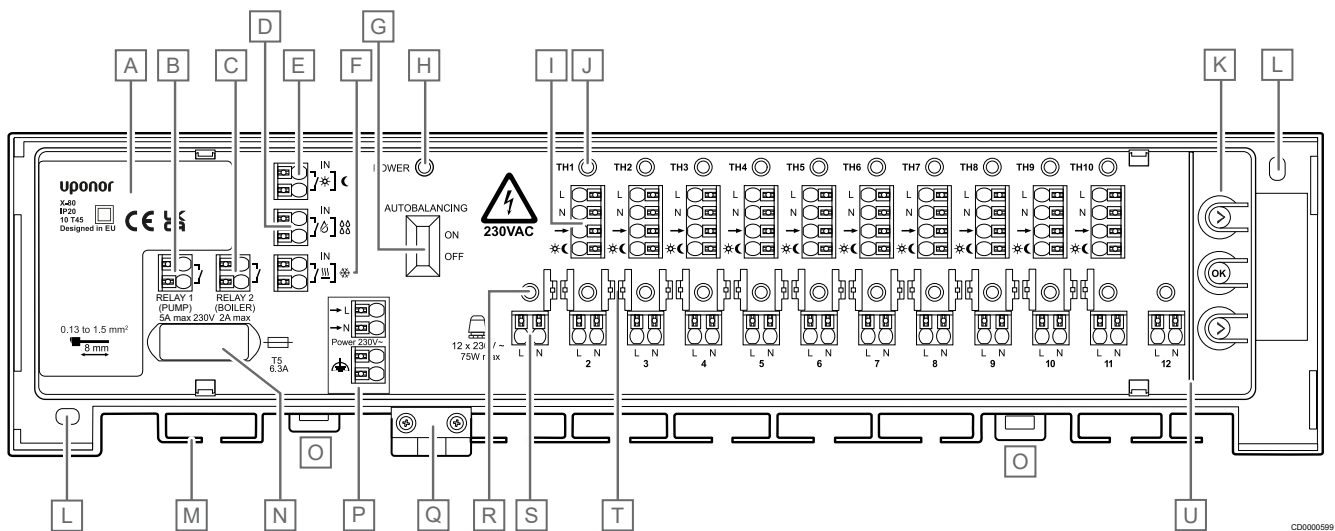 D G
A B C E F H I J K L
IN
POWER
TH1 TH2 TH3 TH4 TH5 TH6 TH7 TH8 TH9 TH10
uponor
X-80
IP20
10 T45
Designed in EU
CE UK CA
IN
AUTOBALANCING
ON
OFF
230VAC
L
N
L
N
L
N
L
N
L
N
L
N
L
N
L
N
L
N
L
N
IN
OK
RELAY 1
(PUMP)
5A max 230V
RELAY 2
(BOILER)
2A max
0.13 to 1.5 mm²
8 mm
T5
6.3A
L
N
Power 230V~
12 x 230V ~
75W max
L N L N L N L N L N L N L N L N L N L N L N L N
2 3 4 5 6 7 8 9 10 11 12
O O
L M N P Q R S T U
CD0000599